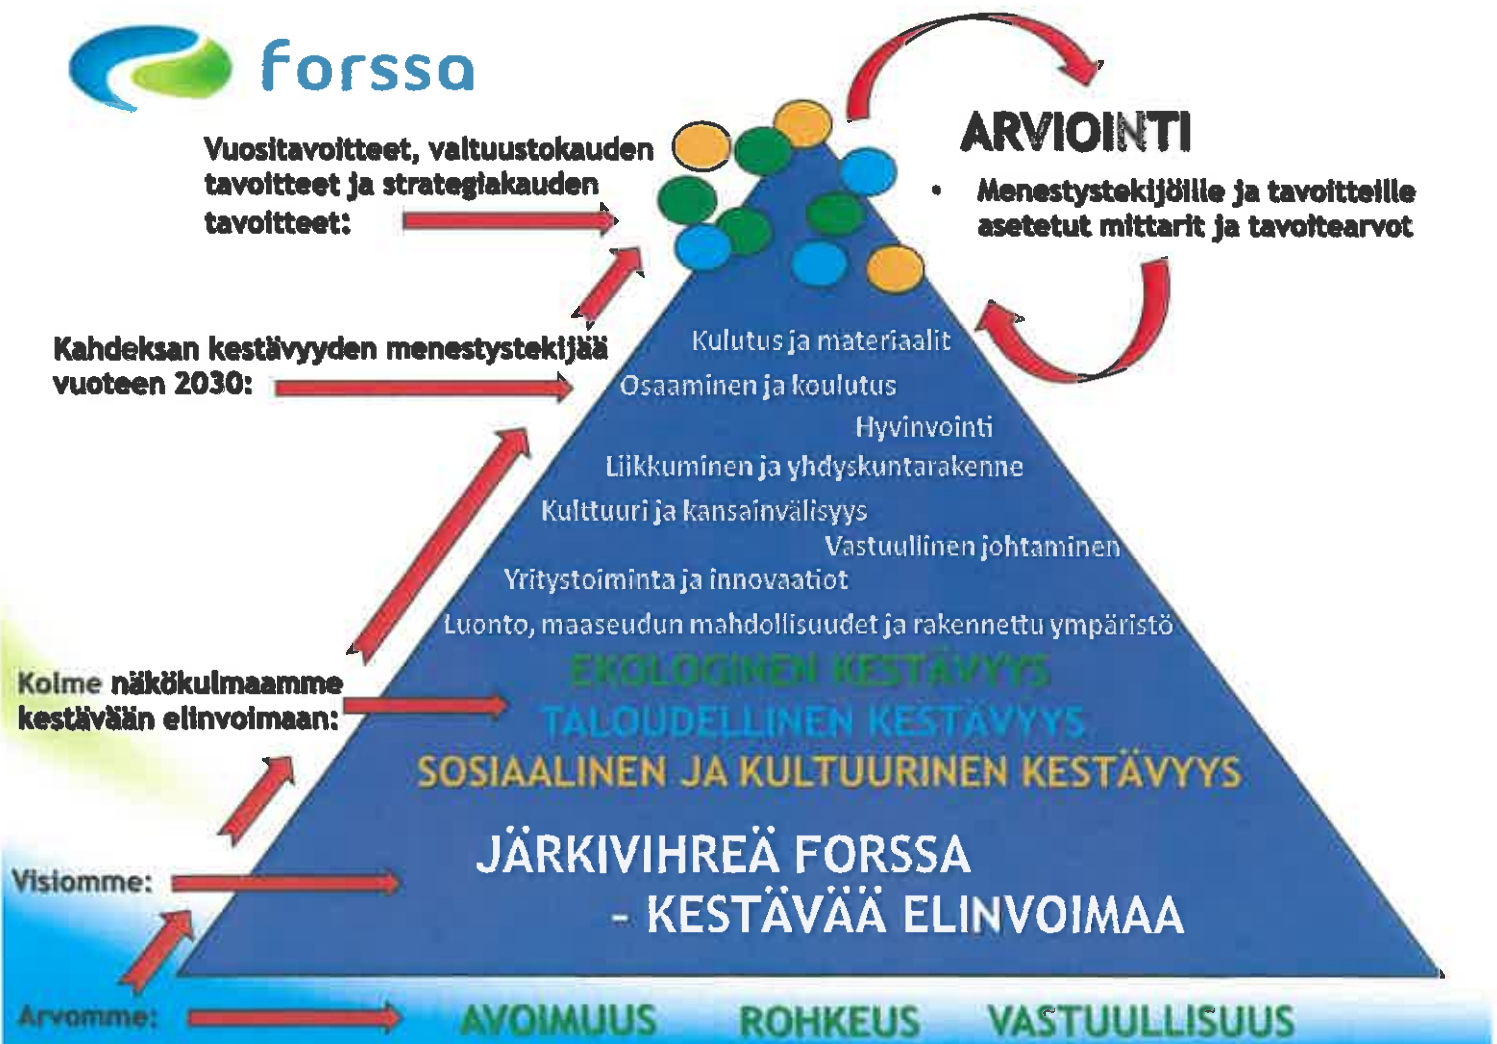 forssa
Vuositavoitteet, valtuustokauden
tavoitteet ja strategiakauden
tavoitteet:
ARVIOINTI
• Menestystekijöille ja tavoitteille
asetetut mittarit ja tavoitearvot
Kahdeksan kestävyyden menestystekijää
vuoteen 2030:
Kulutus ja materiaalit
Osaaminen ja koulutus
Hyvinvointi
Liikkuminen ja yhdyskuntarakenne
Kulttuuri ja kansainvälisyys
Vastuullinen johtaminen
Yritystoiminta ja innovaatiot
Luonto, maaseudun mahdollisuudet ja rakennettu ympäristö
Kolme näkökulmaamme
kestävään elinvoimaan:
EKOLOGINEN KESTÄVYYS
TALOUDELLINEN KESTÄVYYS
SOSIAALINEN JA KULTUURINEN KESTÄVYYS
Visiomme:
JÄRKIVIHREÄ FORSSA
- KESTÄVÄÄ ELINVOIMAA
Arvomme:
AVOIMUUS ROHKEUS VASTUULLISUUS